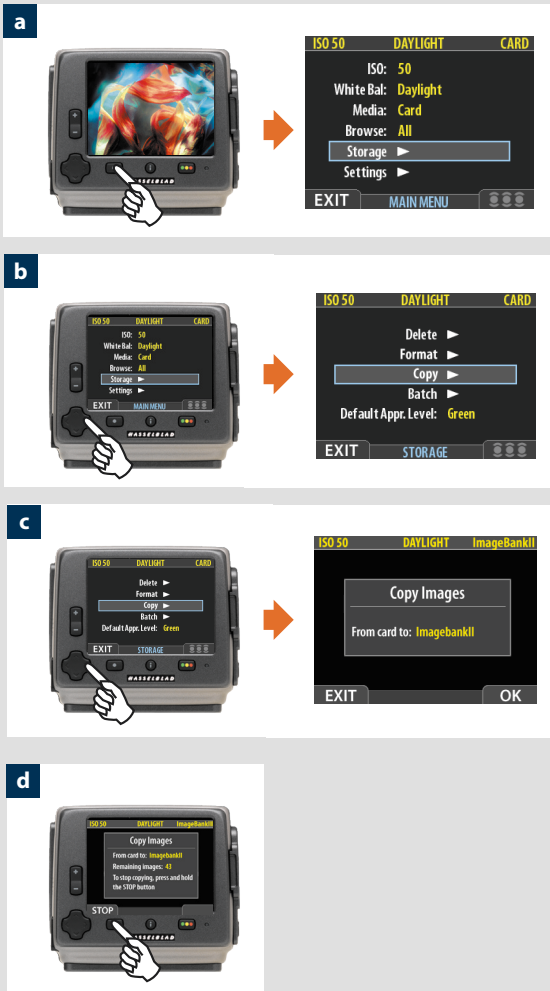 a
ISO 50 DAYLIGHT CARD
ISO: 50
White Bal: Daylight
Media: Card
Browse: All
Storage
Settings
EXIT MAIN MENU
HASSELBLAD
b
ISO 50 DAYLIGHT CARD
ISO: 50
White Bal: Daylight
Media: Card
Browse: All
Storage
Settings
EXIT MAIN MENU
HASSELBLAD
ISO 50 DAYLIGHT CARD
Delete
Format
Copy
Batch
Default Appr. Level: Green
EXIT STORAGE
c
ISO 50 DAYLIGHT CARD
Delete
Format
Copy
Batch
Default Appr. Level: Green
EXIT STORAGE
HASSELBLAD
ISO 50 DAYLIGHT ImageBankII
Copy Images
From card to: ImagebankII
EXIT OK
d
ISO 50 DAYLIGHT ImageBankII
Copy Images
From card to: ImagebankII
Remaining images: 43
To stop copying, press and hold
the STOP button
STOP
HASSELBLAD